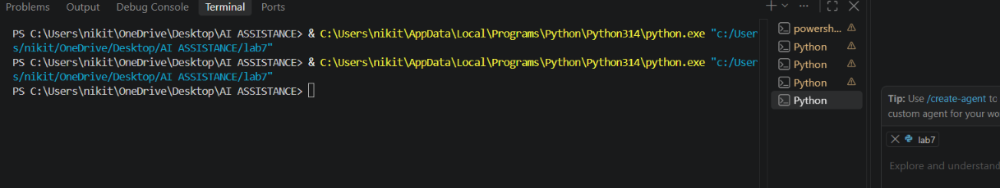 Problems Output Debug Console Terminal Ports
PS C:\Users\nikit\OneDrive\Desktop\AI ASSISTANCE> & C:\Users\nikit\AppData\Local\Programs\Python\Python314\python.exe "c:/User
s/nikit/OneDrive/Desktop/AI ASSISTANCE/lab7"
PS C:\Users\nikit\OneDrive\Desktop\AI ASSISTANCE> & C:\Users\nikit\AppData\Local\Programs\Python\Python314\python.exe "c:/User
s/nikit/OneDrive/Desktop/AI ASSISTANCE/lab7"
PS C:\Users\nikit\OneDrive\Desktop\AI ASSISTANCE>
powersh...
Python
Python
Python
Python
Tip: Use /create-agent to
custom agent for your wo
lab7
Explore and understand